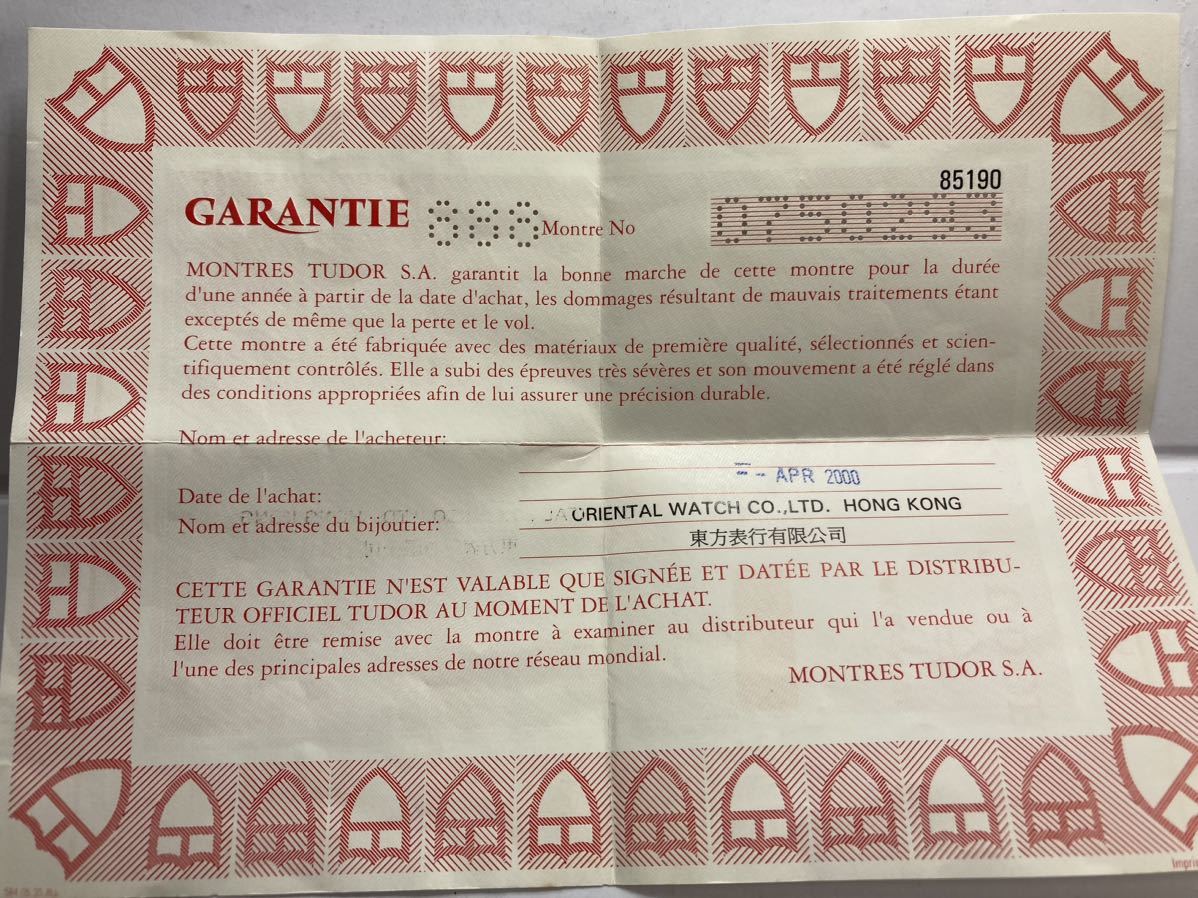 85190
GARANTIE 888 Montre No
MONTRES TUDOR S.A. garantit la bonne marche de cette montre pour la durée
d'une année à partir de la date d'achat, les dommages résultant de mauvais traitements étant
exceptés de même que la perte et le vol.
Cette montre a été fabriquée avec des matériaux de première qualité, sélectionnés et scien-
tifiquement contrôlés. Elle a subi des épreuves très sévères et son mouvement a été réglé dans
des conditions appropriées afin de lui assurer une précision durable.
Nom et adresse de l'acheteur:
Date de l'achat: - APR 2000
Nom et adresse du bijoutier: ORIENTAL WATCH CO.,LTD. HONG KONG
東方表行有限公司
CETTE GARANTIE N'EST VALABLE QUE SIGNÉE ET DATÉE PAR LE DISTRIBU-
TEUR OFFICIEL TUDOR AU MOMENT DE L'ACHAT.
Elle doit être remise avec la montre à examiner au distributeur qui l'a vendue ou à
l'une des principales adresses de notre réseau mondial.
MONTRES TUDOR S.A.